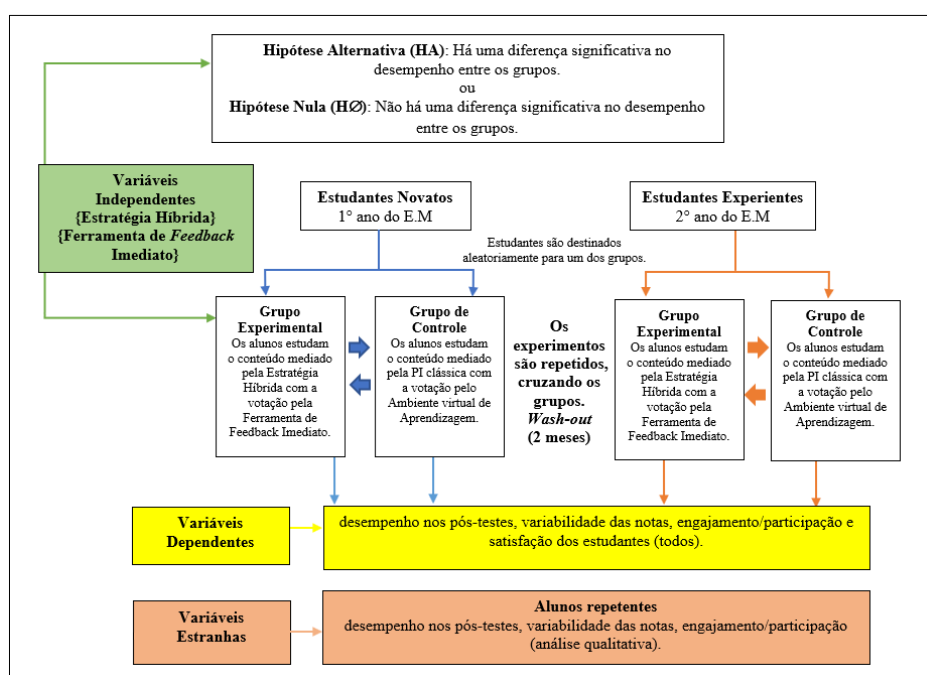 Hipótese Alternativa (HA): Há uma diferença significativa no
desempenho entre os grupos.
ou
Hipótese Nula (H∅): Não há uma diferença significativa no desempenho
entre os grupos.
Variáveis
Independentes
{Estratégia Híbrida}
{Ferramenta de Feedback
Imediato}
Estudantes Novatos
1° ano do E.M
Estudantes Experientes
2° ano do E.M
Estudantes são destinados
aleatoriamente para um dos grupos.
Grupo
Experimental
Os alunos estudam
o conteúdo mediado
pela Estratégia
Híbrida com a
votação pela
Ferramenta de
Feedback Imediato.
Grupo de
Controle
Os alunos estudam
o conteúdo mediado
pela PI clássica com
a votação pelo
Ambiente virtual de
Aprendizagem.
Os
experimentos
são repetidos,
cruzando os
grupos.
Wash-out
(2 meses)
Grupo
Experimental
Os alunos estudam
o conteúdo mediado
pela Estratégia
Híbrida com a
votação pela
Ferramenta de
Feedback Imediato.
Grupo de
Controle
Os alunos estudam
o conteúdo mediado
pela PI clássica com
a votação pelo
Ambiente virtual de
Aprendizagem.
Variáveis
Dependentes
desempenho nos pós-testes, variabilidade das notas, engajamento/participação e
satisfação dos estudantes (todos).
Variáveis
Estranhas
Alunos repetentes
desempenho nos pós-testes, variabilidade das notas, engajamento/participação
(análise qualitativa).